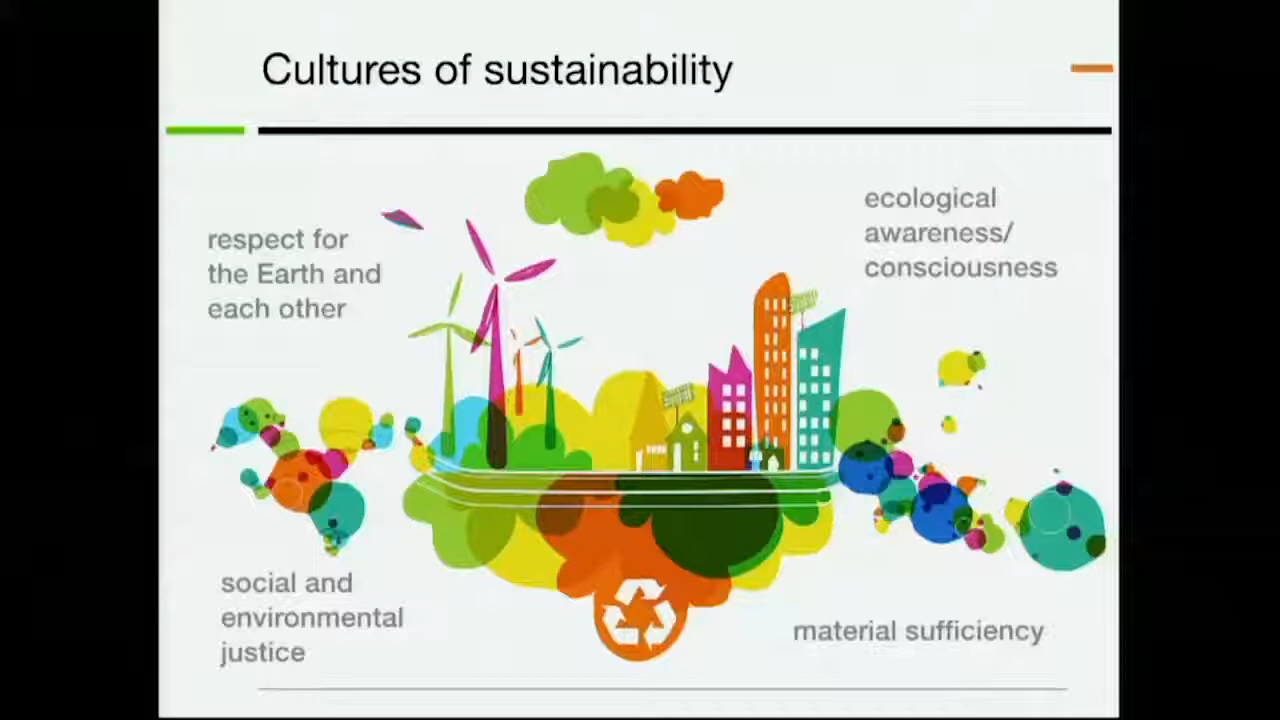 Cultures of sustainability
respect for
the Earth and
each other
ecological
awareness/
consciousness
social and
environmental
justice
material sufficiency